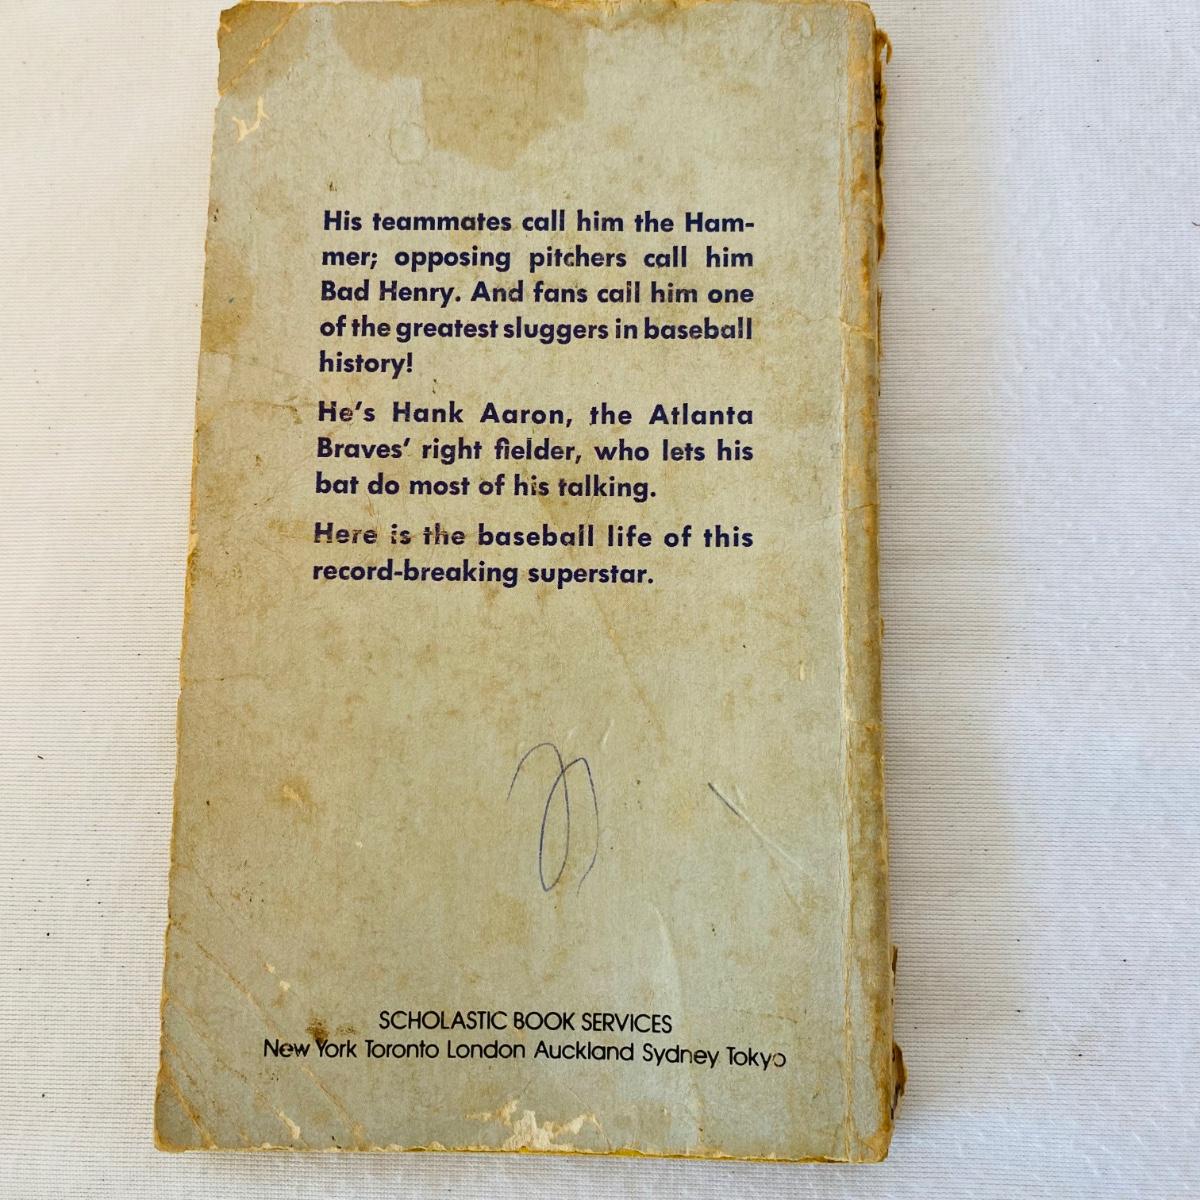 His teammates call him the Ham-
mer; opposing pitchers call him
Bad Henry. And fans call him one
of the greatest sluggers in baseball
history!
He's Hank Aaron, the Atlanta
Braves' right fielder, who lets his
bat do most of his talking.
Here is the baseball life of this
record-breaking superstar.
SCHOLASTIC BOOK SERVICES
New York Toronto London Auckland Sydney Tokyo